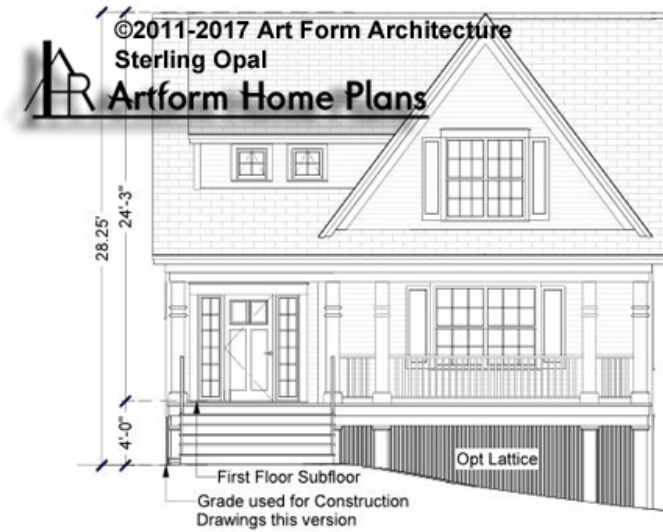 ©2011-2017 Art Form Architecture
Sterling Opal
Artform Home Plans
28.25'
24'-3"
4'-0"
Opt Lattice
First Floor Subfloor
Grade used for Construction
Drawings this version